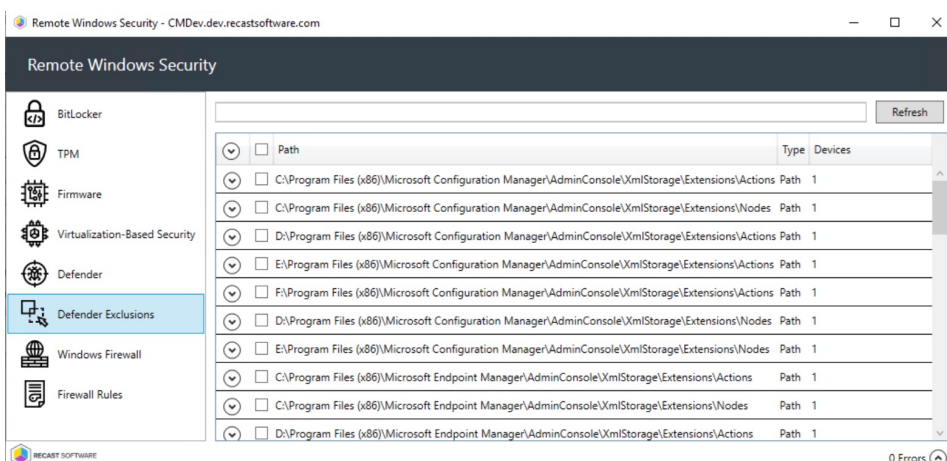 Remote Windows Security - CMDev.dev.recastsoftware.com
Remote Windows Security
BitLocker
TPM
Firmware
Virtualization-Based Security
Defender
Defender Exclusions
Windows Firewall
Firewall Rules
Refresh
Path Type Devices
C:\Program Files (x86)\Microsoft Configuration Manager\AdminConsole\XmlStorage\Extensions\Actions Path 1
C:\Program Files (x86)\Microsoft Configuration Manager\AdminConsole\XmlStorage\Extensions\Nodes Path 1
D:\Program Files (x86)\Microsoft Configuration Manager\AdminConsole\XmlStorage\Extensions\Actions Path 1
E:\Program Files (x86)\Microsoft Configuration Manager\AdminConsole\XmlStorage\Extensions\Actions Path 1
F:\Program Files (x86)\Microsoft Configuration Manager\AdminConsole\XmlStorage\Extensions\Actions Path 1
D:\Program Files (x86)\Microsoft Configuration Manager\AdminConsole\XmlStorage\Extensions\Nodes Path 1
E:\Program Files (x86)\Microsoft Configuration Manager\AdminConsole\XmlStorage\Extensions\Nodes Path 1
C:\Program Files (x86)\Microsoft Endpoint Manager\AdminConsole\XmlStorage\Extensions\Actions Path 1
C:\Program Files (x86)\Microsoft Endpoint Manager\AdminConsole\XmlStorage\Extensions\Nodes Path 1
D:\Program Files (x86)\Microsoft Endpoint Manager\AdminConsole\XmlStorage\Extensions\Actions Path 1
RECAST SOFTWARE
0 Errors